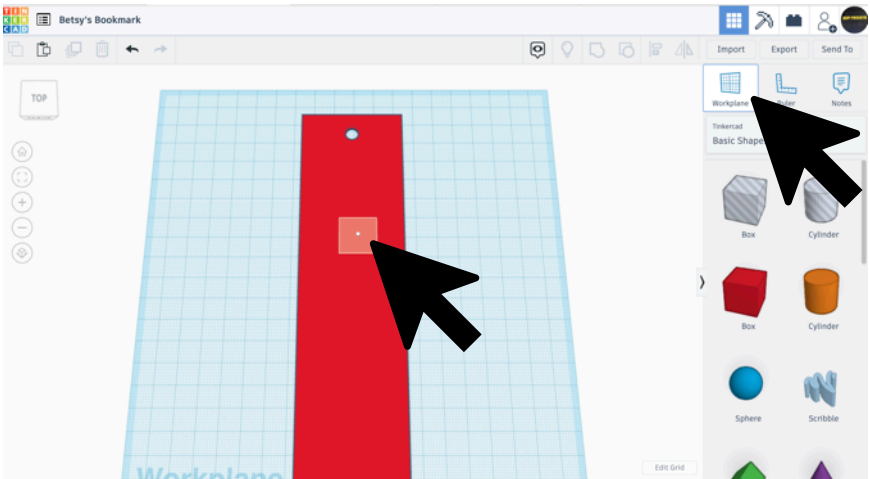 TIN
KER
CAD
Betsy's Bookmark
Import
Export
Send To
TOP
Workplane
Ruler
Notes
Tinkercad
Basic Shapes
Box
Cylinder
Box
Cylinder
Sphere
Scribble
Edit Grid
Workplane